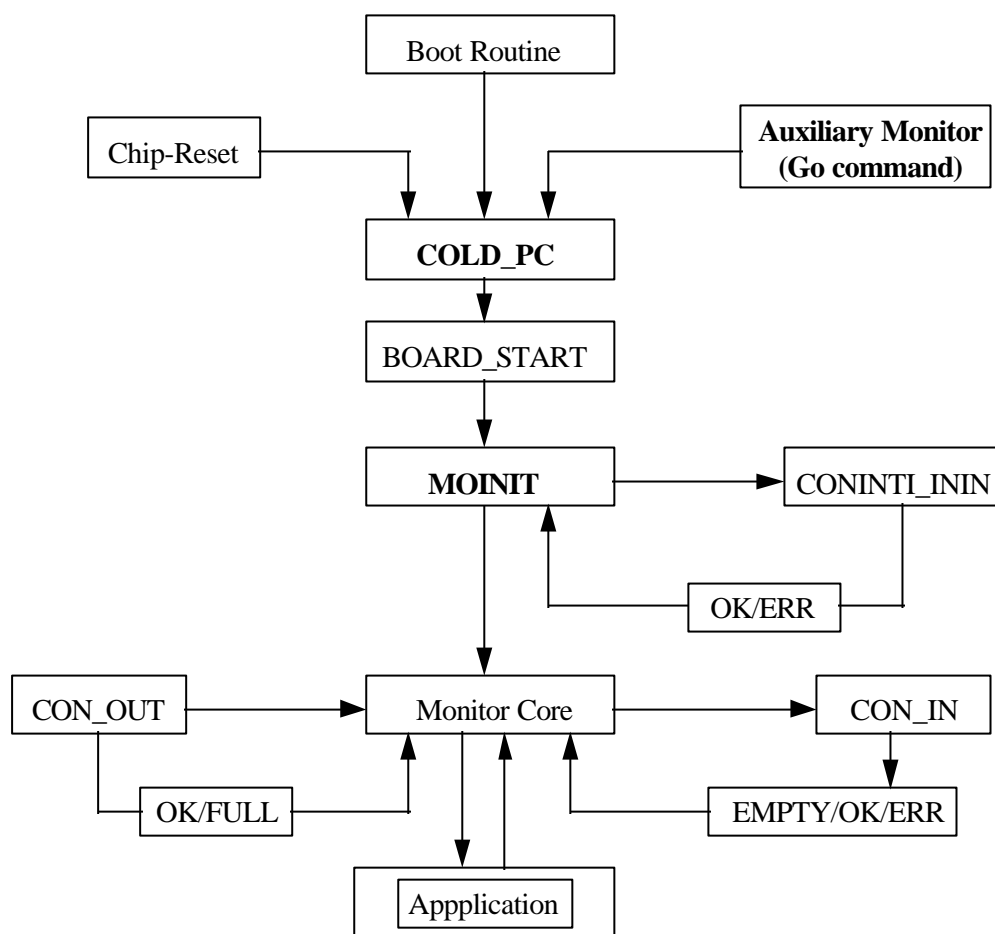 Boot Routine
Chip-Reset
Auxiliary Monitor
(Go command)
COLD_PC
BOARD_START
MOINIT
CONINTI_ININ
OK/ERR
CON_OUT
Monitor Core
CON_IN
OK/FULL
EMPTY/OK/ERR
Appplication